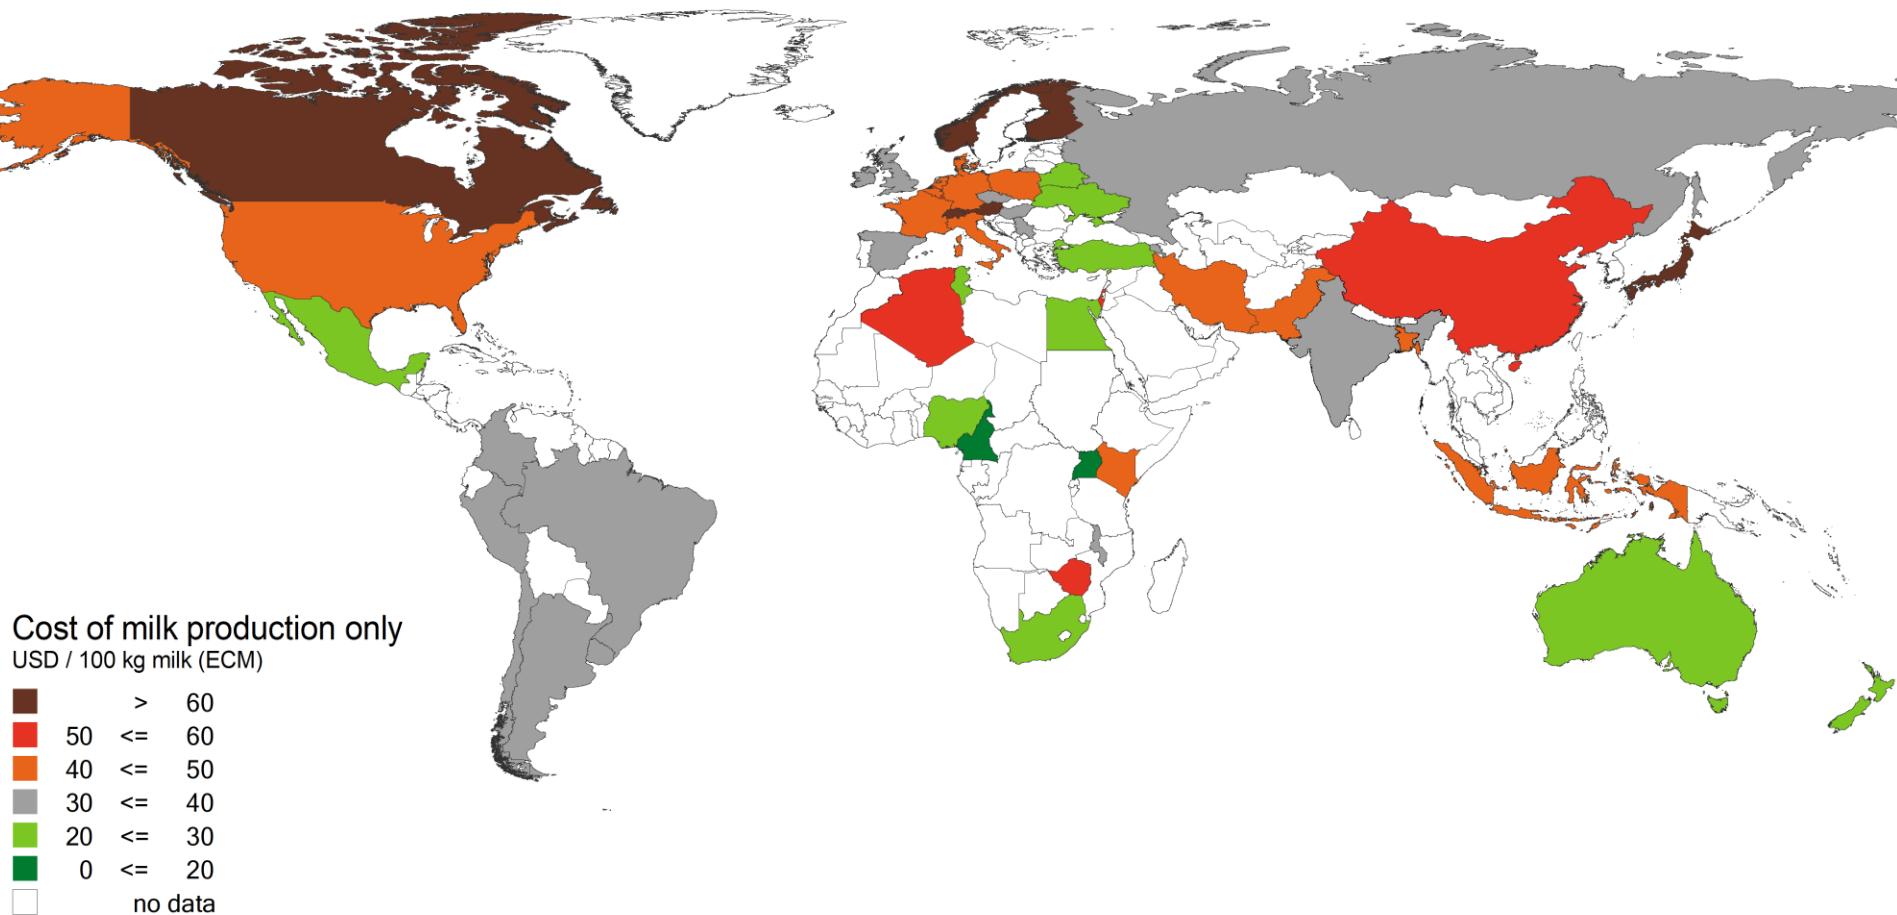 Cost of milk production only
USD / 100 kg milk (ECM)
> 60
50 <= 60
40 <= 50
30 <= 40
20 <= 30
0 <= 20
no data